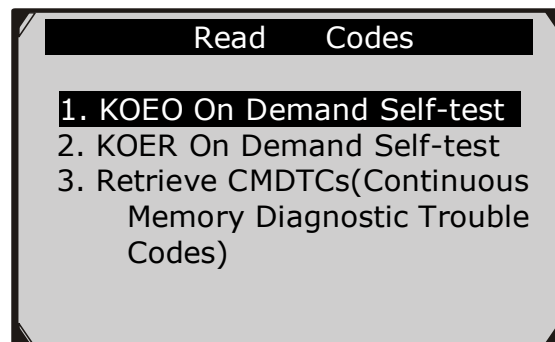 Read Codes
1. KOEO On Demand Self-test
2. KOER On Demand Self-test
3. Retrieve CMDTCs(Continuous
Memory Diagnostic Trouble
Codes)